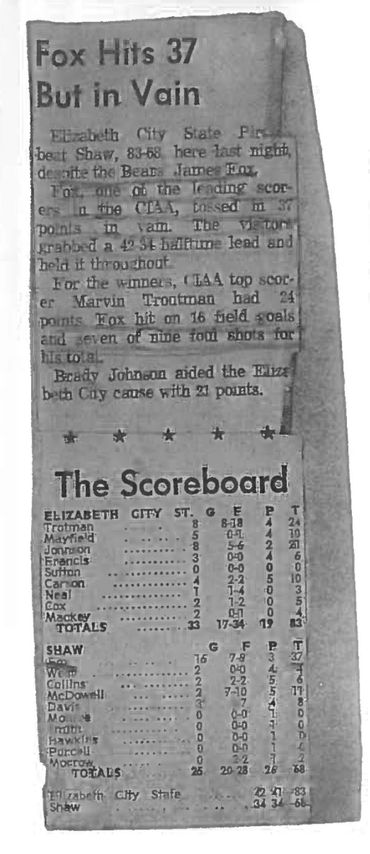 Fox Hits 37
But in Vain
Elizabeth City State
beat Shaw, 83-68, here last night,
despite the Bears James Fox.
Fox, one of the leading scor-
ers in the CIAA, tossed in 37
points in vain. The visitors
grabbed a 42-34 halftime lead and
held it throughout.
For the winners, CIAA top scor-
er Marvin Troutman had 24
points. Fox hit on 16 field goals
and seven of nine foul shots for
his total.
Brady Johnson aided the Eliza
beth City cause with 21 points.
The Scoreboard
ELIZABETH CITY ST. G F P T
Trotman 8 8-18 4 24
Mayfield 5 0-1 4 10
Johnson 8 5-6 2 21
Francis 3 0-0 4 6
Sutton 0 0-0 0 0
Carson 4 2-2 5 10
Neal 1 1-4 0 3
Cox 2 1-2 0 5
Mackey 2 0-1 0 4
TOTALS 33 17-34 19 83
SHAW G F P T
16 7-9 3 37
2 0-0 4
Collins 2 2-2 5 6
McDowell 2 7-10 5 11
Davis 3 4 8
0 0-0 1 0
0 0-0 1 0
Hawkins 0 0-0 1 0
Purcell 0 0-0 1
Morrow 0 2-2 2
TOTALS 25 20-28 26 68
Elizabeth City State 83
Shaw 34 34 -68